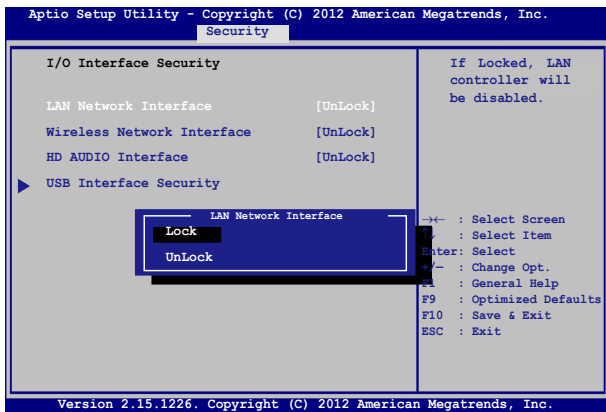 Aptio Setup Utility - Copyright (C) 2012 American Megatrends, Inc.
Security
I/O Interface Security
LAN Network Interface [UnLock]
Wireless Network Interface [UnLock]
HD AUDIO Interface [UnLock]
USB Interface Security
If Locked, LAN
controller will
be disabled.
LAN Network Interface
Lock
UnLock
→← : Select Screen
↑↓ : Select Item
Enter: Select
+/— : Change Opt.
F1 : General Help
F9 : Optimized Defaults
F10 : Save & Exit
ESC : Exit
Version 2.15.1226. Copyright (C) 2012 American Megatrends, Inc.